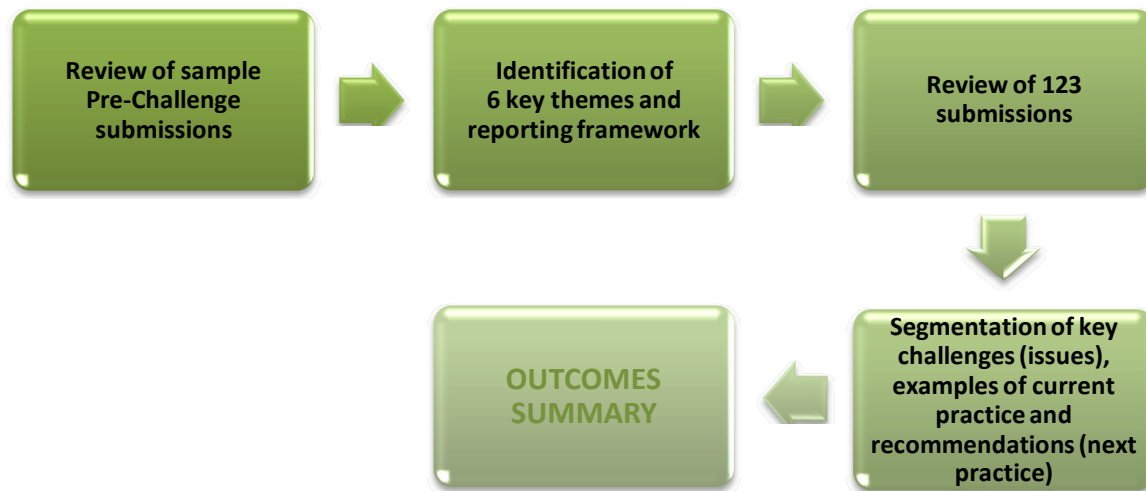 Review of sample
Pre-Challenge
submissions
Identification of
6 key themes and
reporting framework
Review of 123
submissions
Segmentation of key
challenges (issues),
examples of current
practice and
recommendations (next
practice)
OUTCOMES
SUMMARY